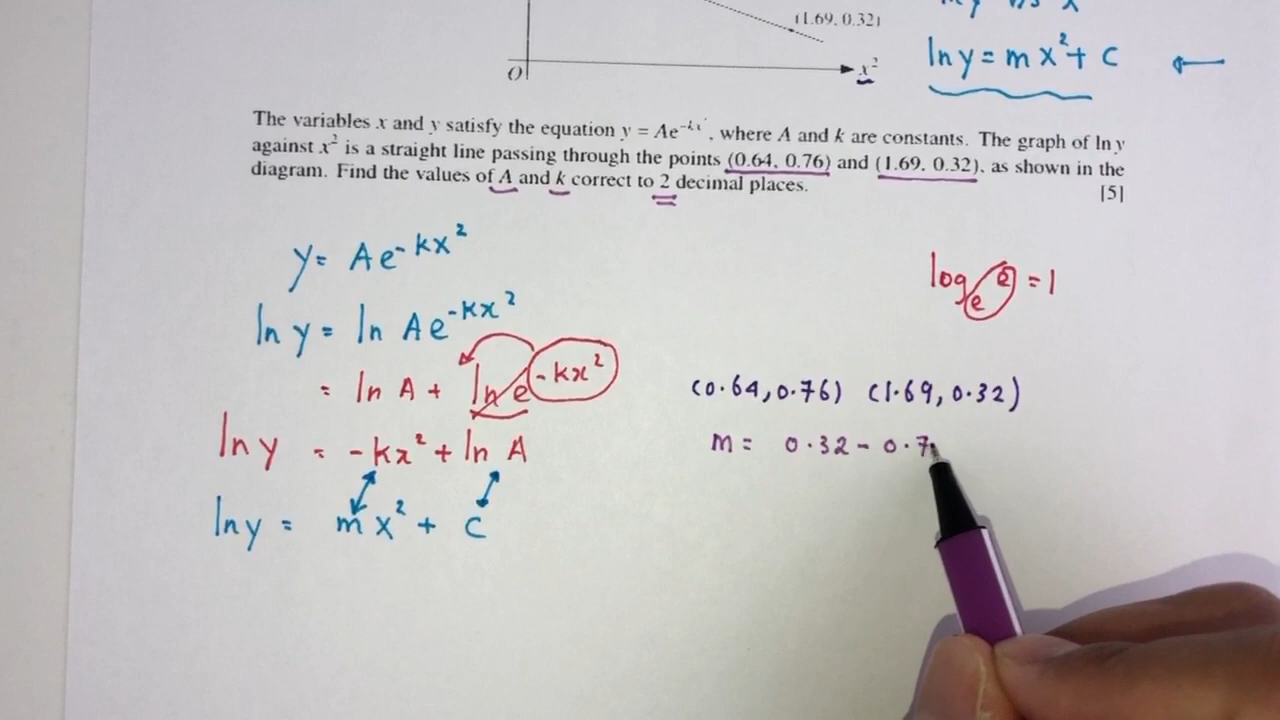 (1.69, 0.32)
ln y = mx² + c
x²
O
The variables x and y satisfy the equation y = Ae^{-kx²}, where A and k are constants. The graph of ln y
against x² is a straight line passing through the points (0.64, 0.76) and (1.69, 0.32), as shown in the
diagram. Find the values of A and k correct to 2 decimal places.
[5]
y = Ae^{-kx²}
ln y = ln Ae^{-kx²}
= ln A + ln e^{-kx²}
ln y = -kx² + ln A
ln y = mx² + c
log_e e = 1
(0.64, 0.76) (1.69, 0.32)
m = 0.32 - 0.7